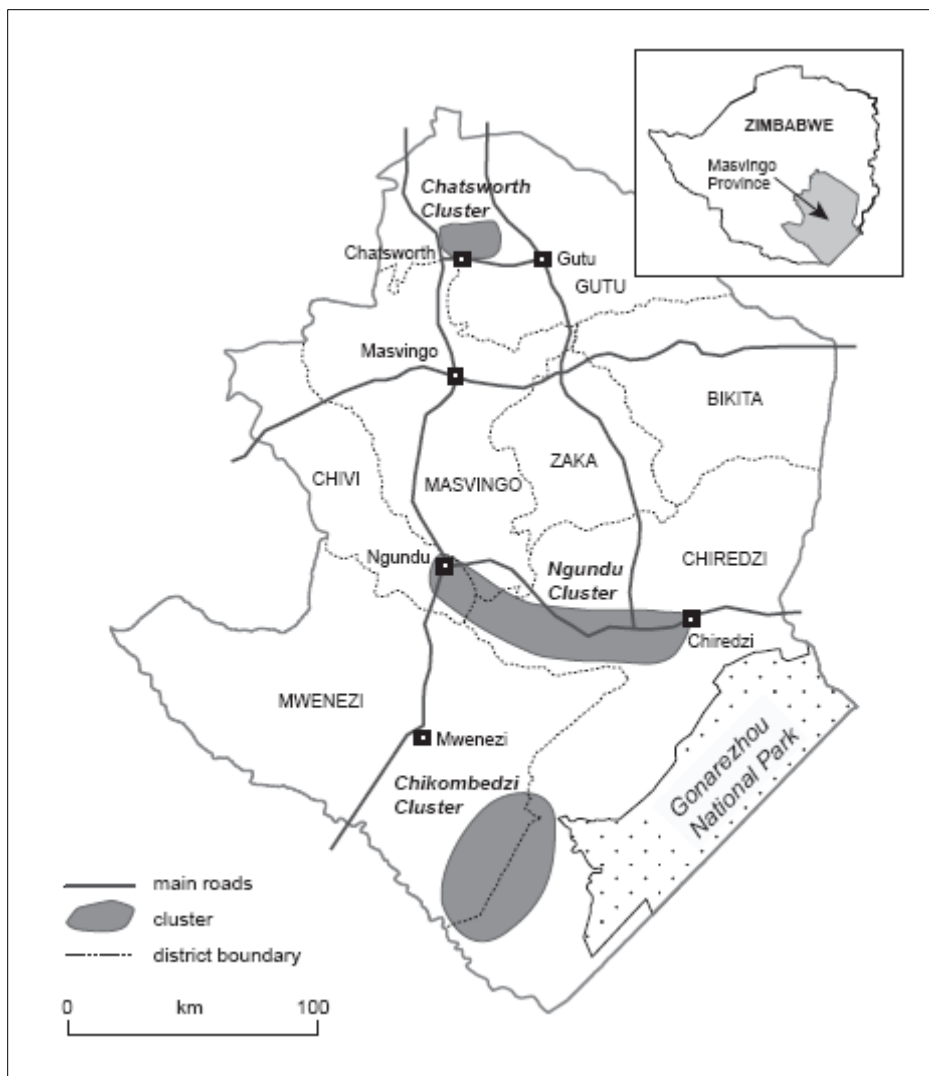 ZIMBABWE
Masvingo
Province
Chatsworth
Cluster
Chatsworth
Gutu
GUTU
Masvingo
BIKITA
ZAKA
CHIVI
MASVINGO
Ngundu
Ngundu
Cluster
CHIREDZI
Chiredzi
MWENEZI
Mwenezi
Gonarezhou
National Park
Chikombedzi
Cluster
main roads
cluster
district boundary
0 km 100